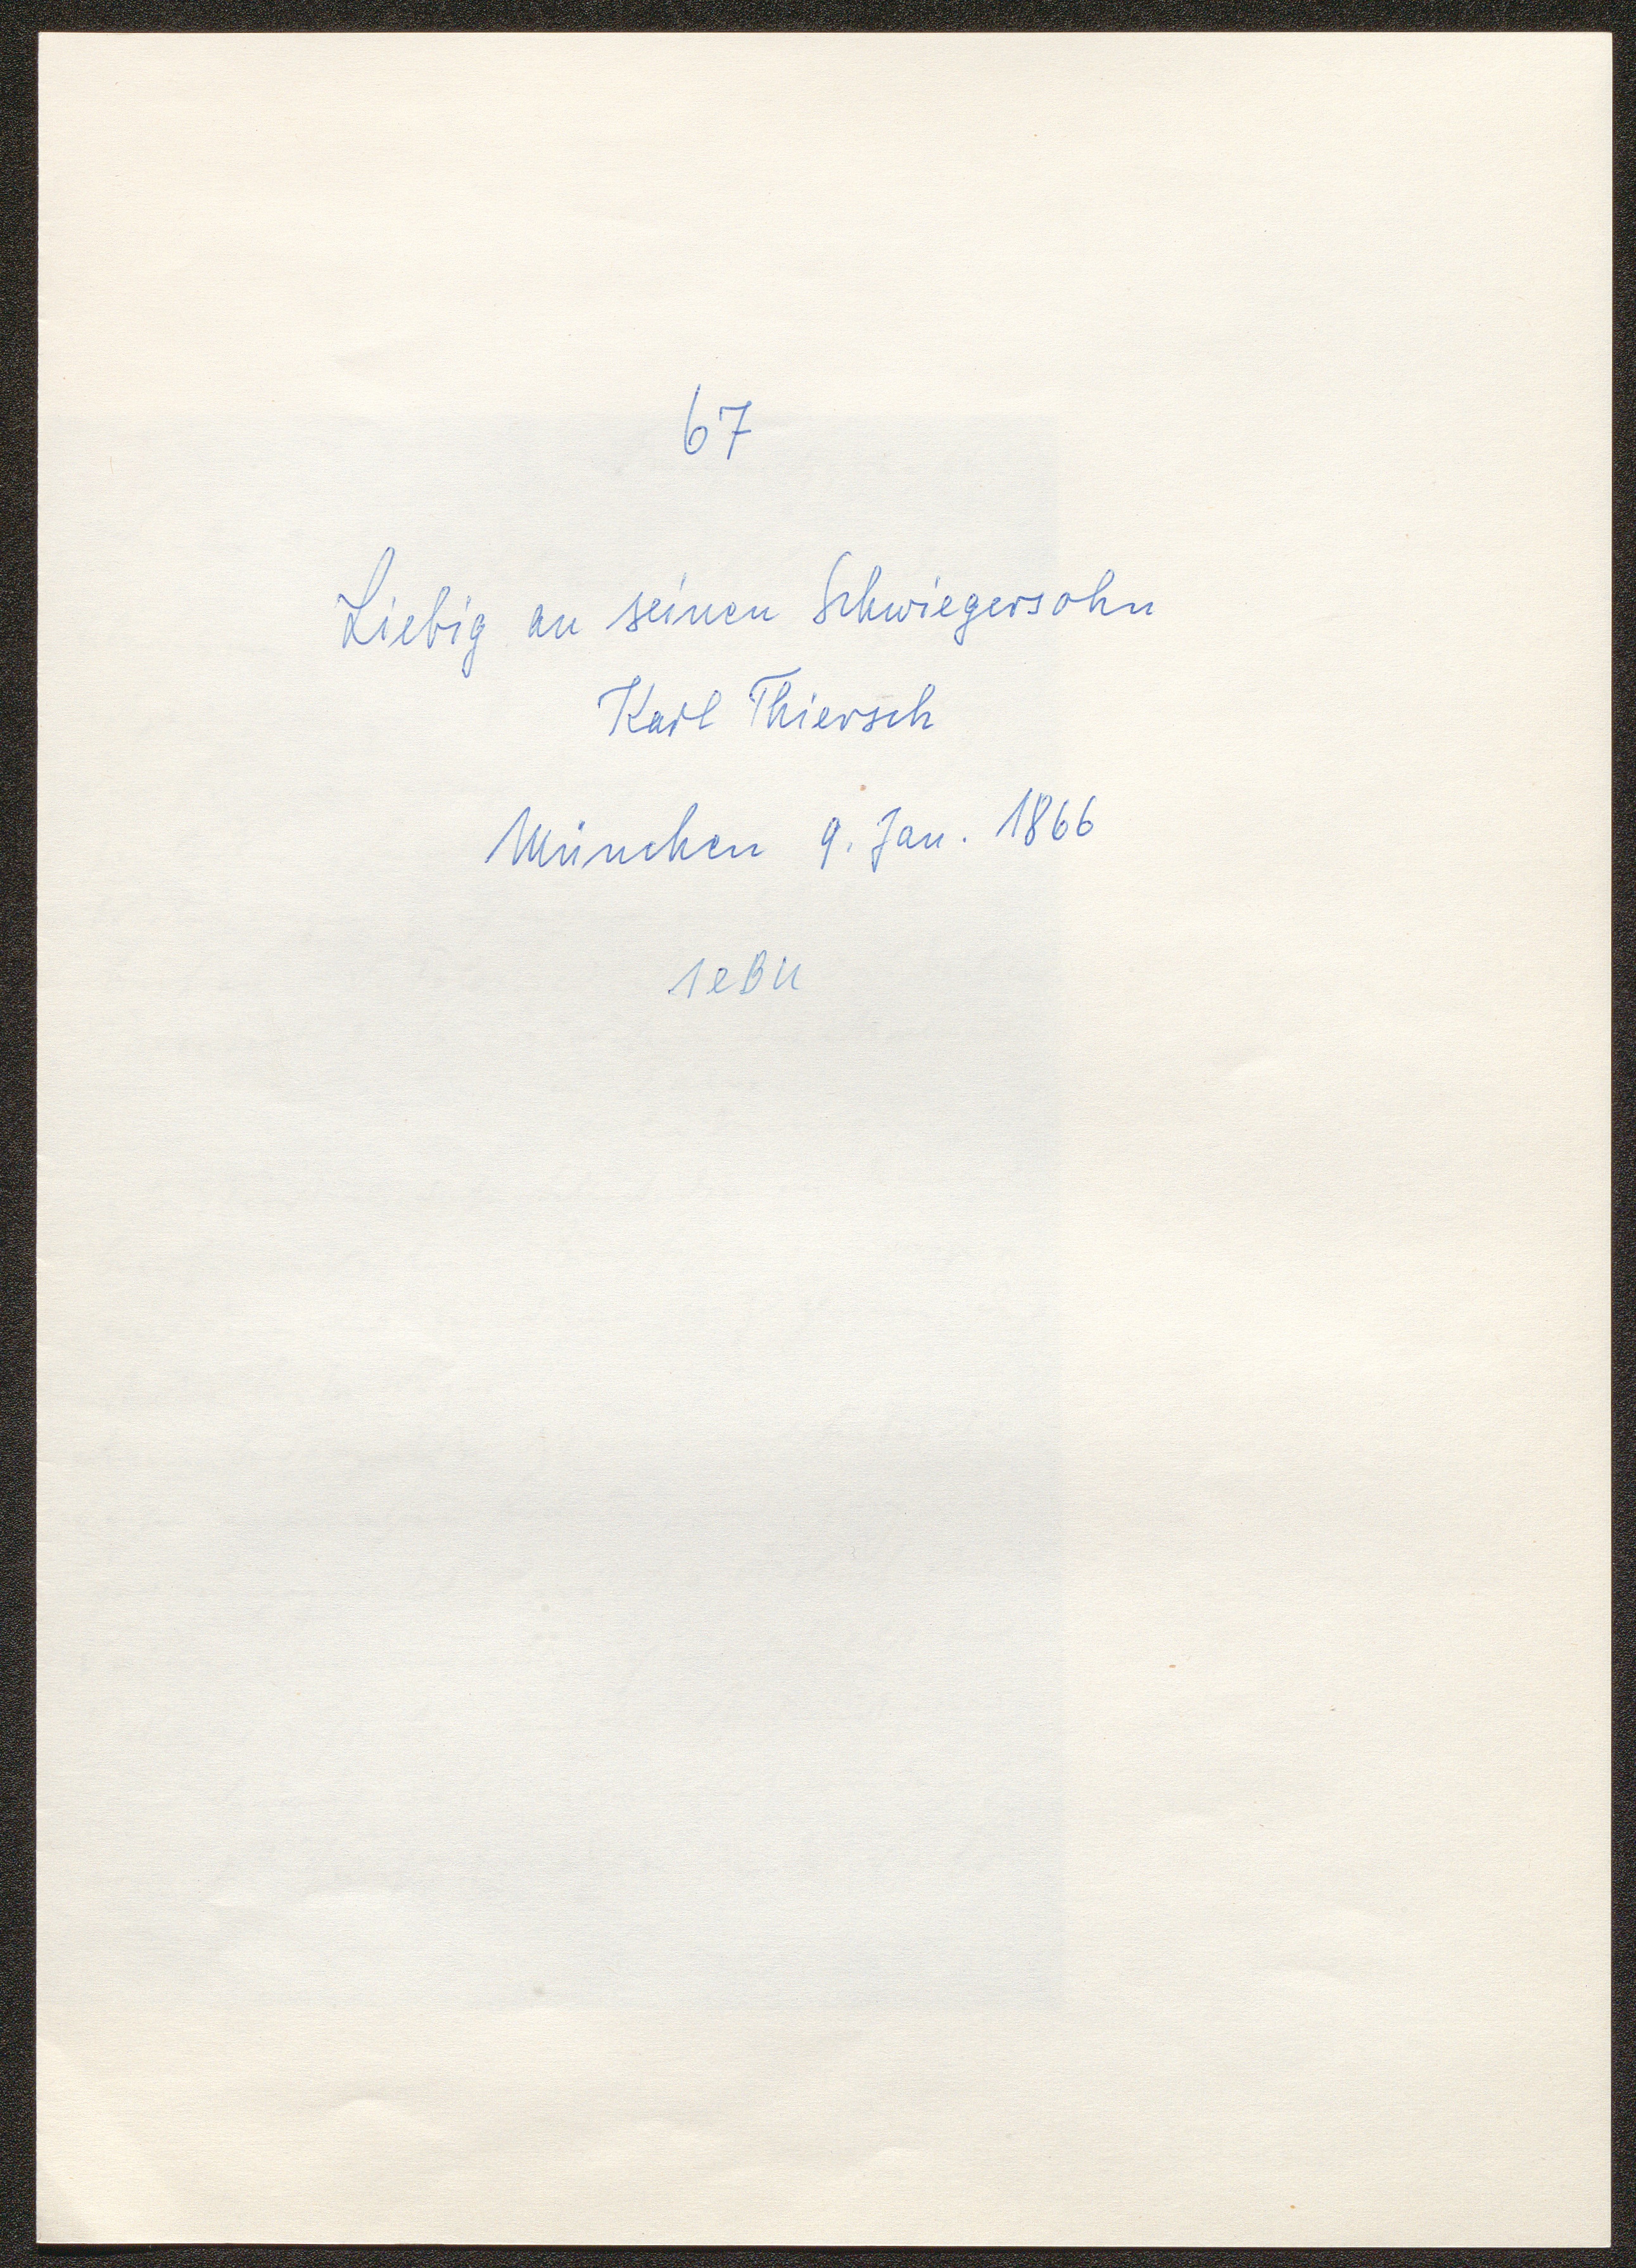 67
Liebig an seinen Schwiegersohn
Karl Thiersch
München 9. Jan. 1866
1eBU